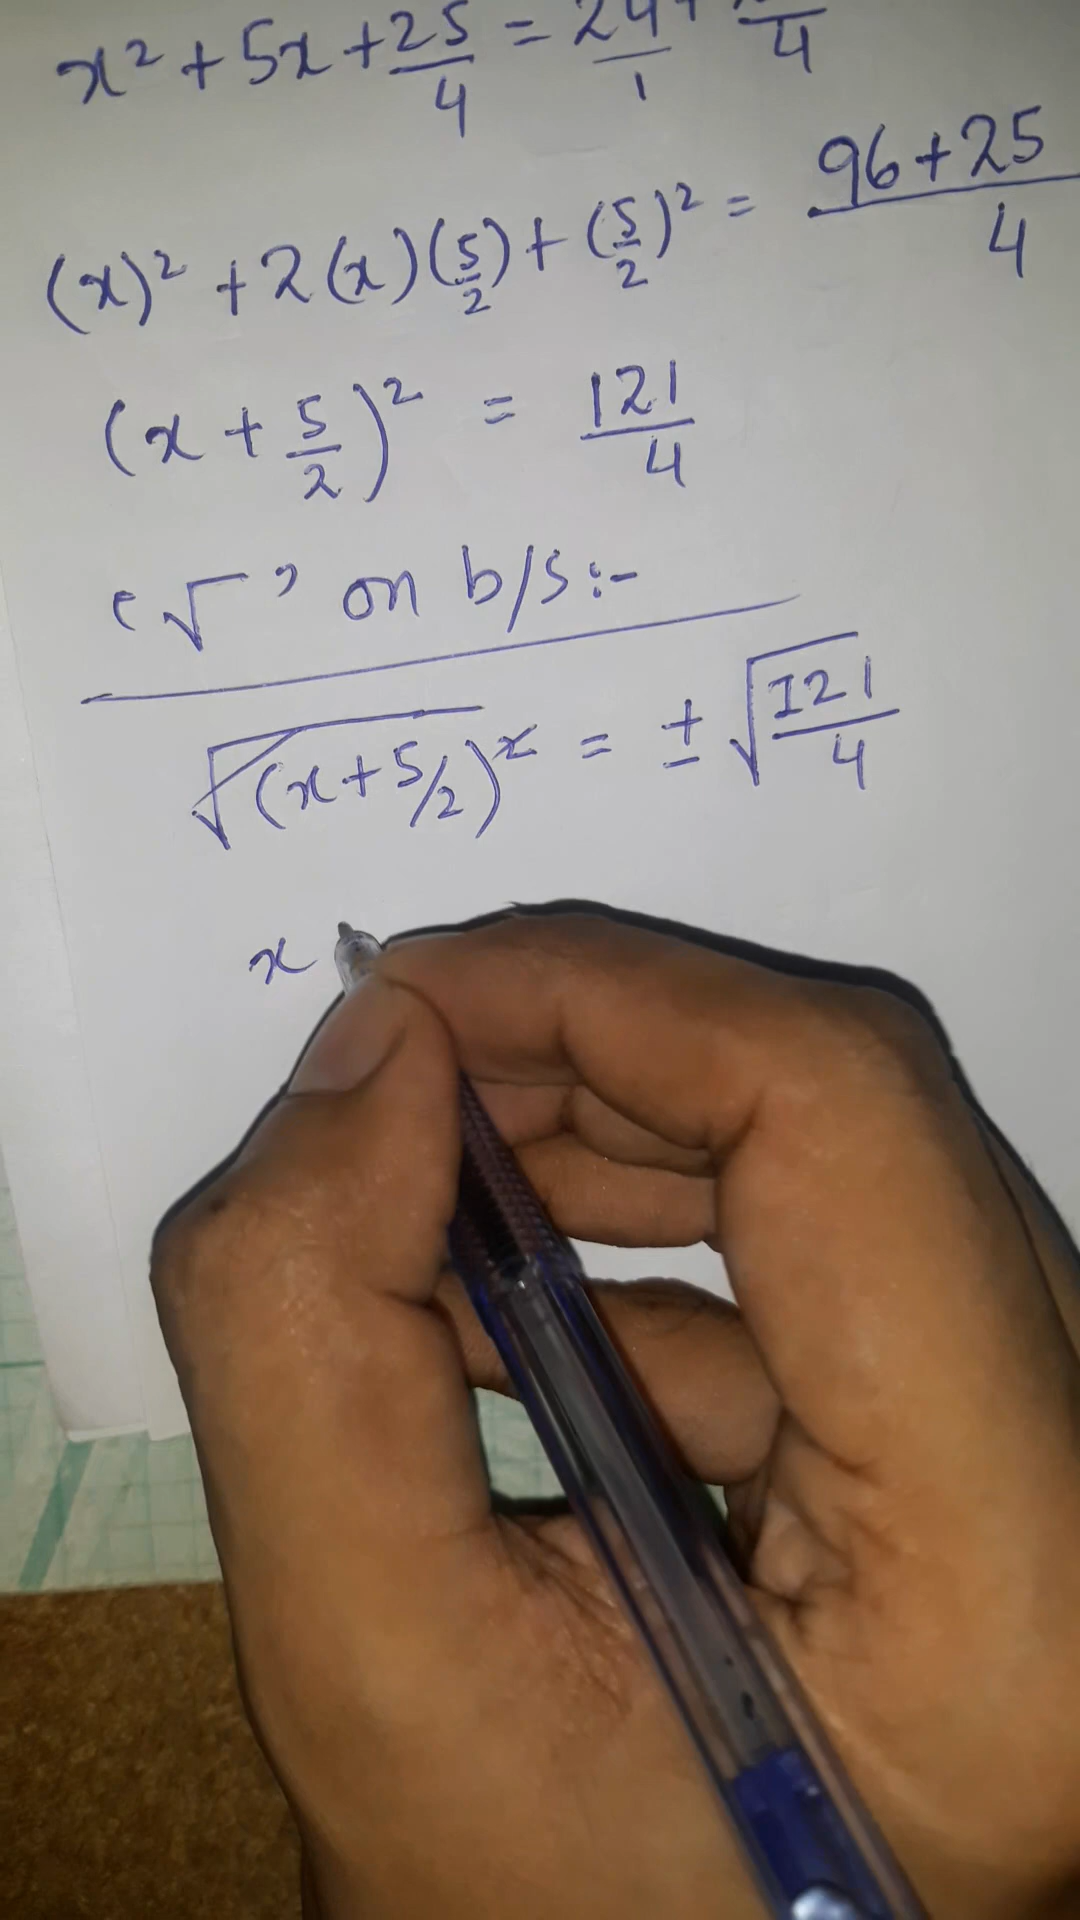 x² + 5x + 25/4 = 24/1 + /4
(x)² + 2(x)(5/2) + (5/2)² = 96+25/4
(x + 5/2)² = 121/4
'√' on b/s:-
√(x+5/2)² = ± √121/4
x